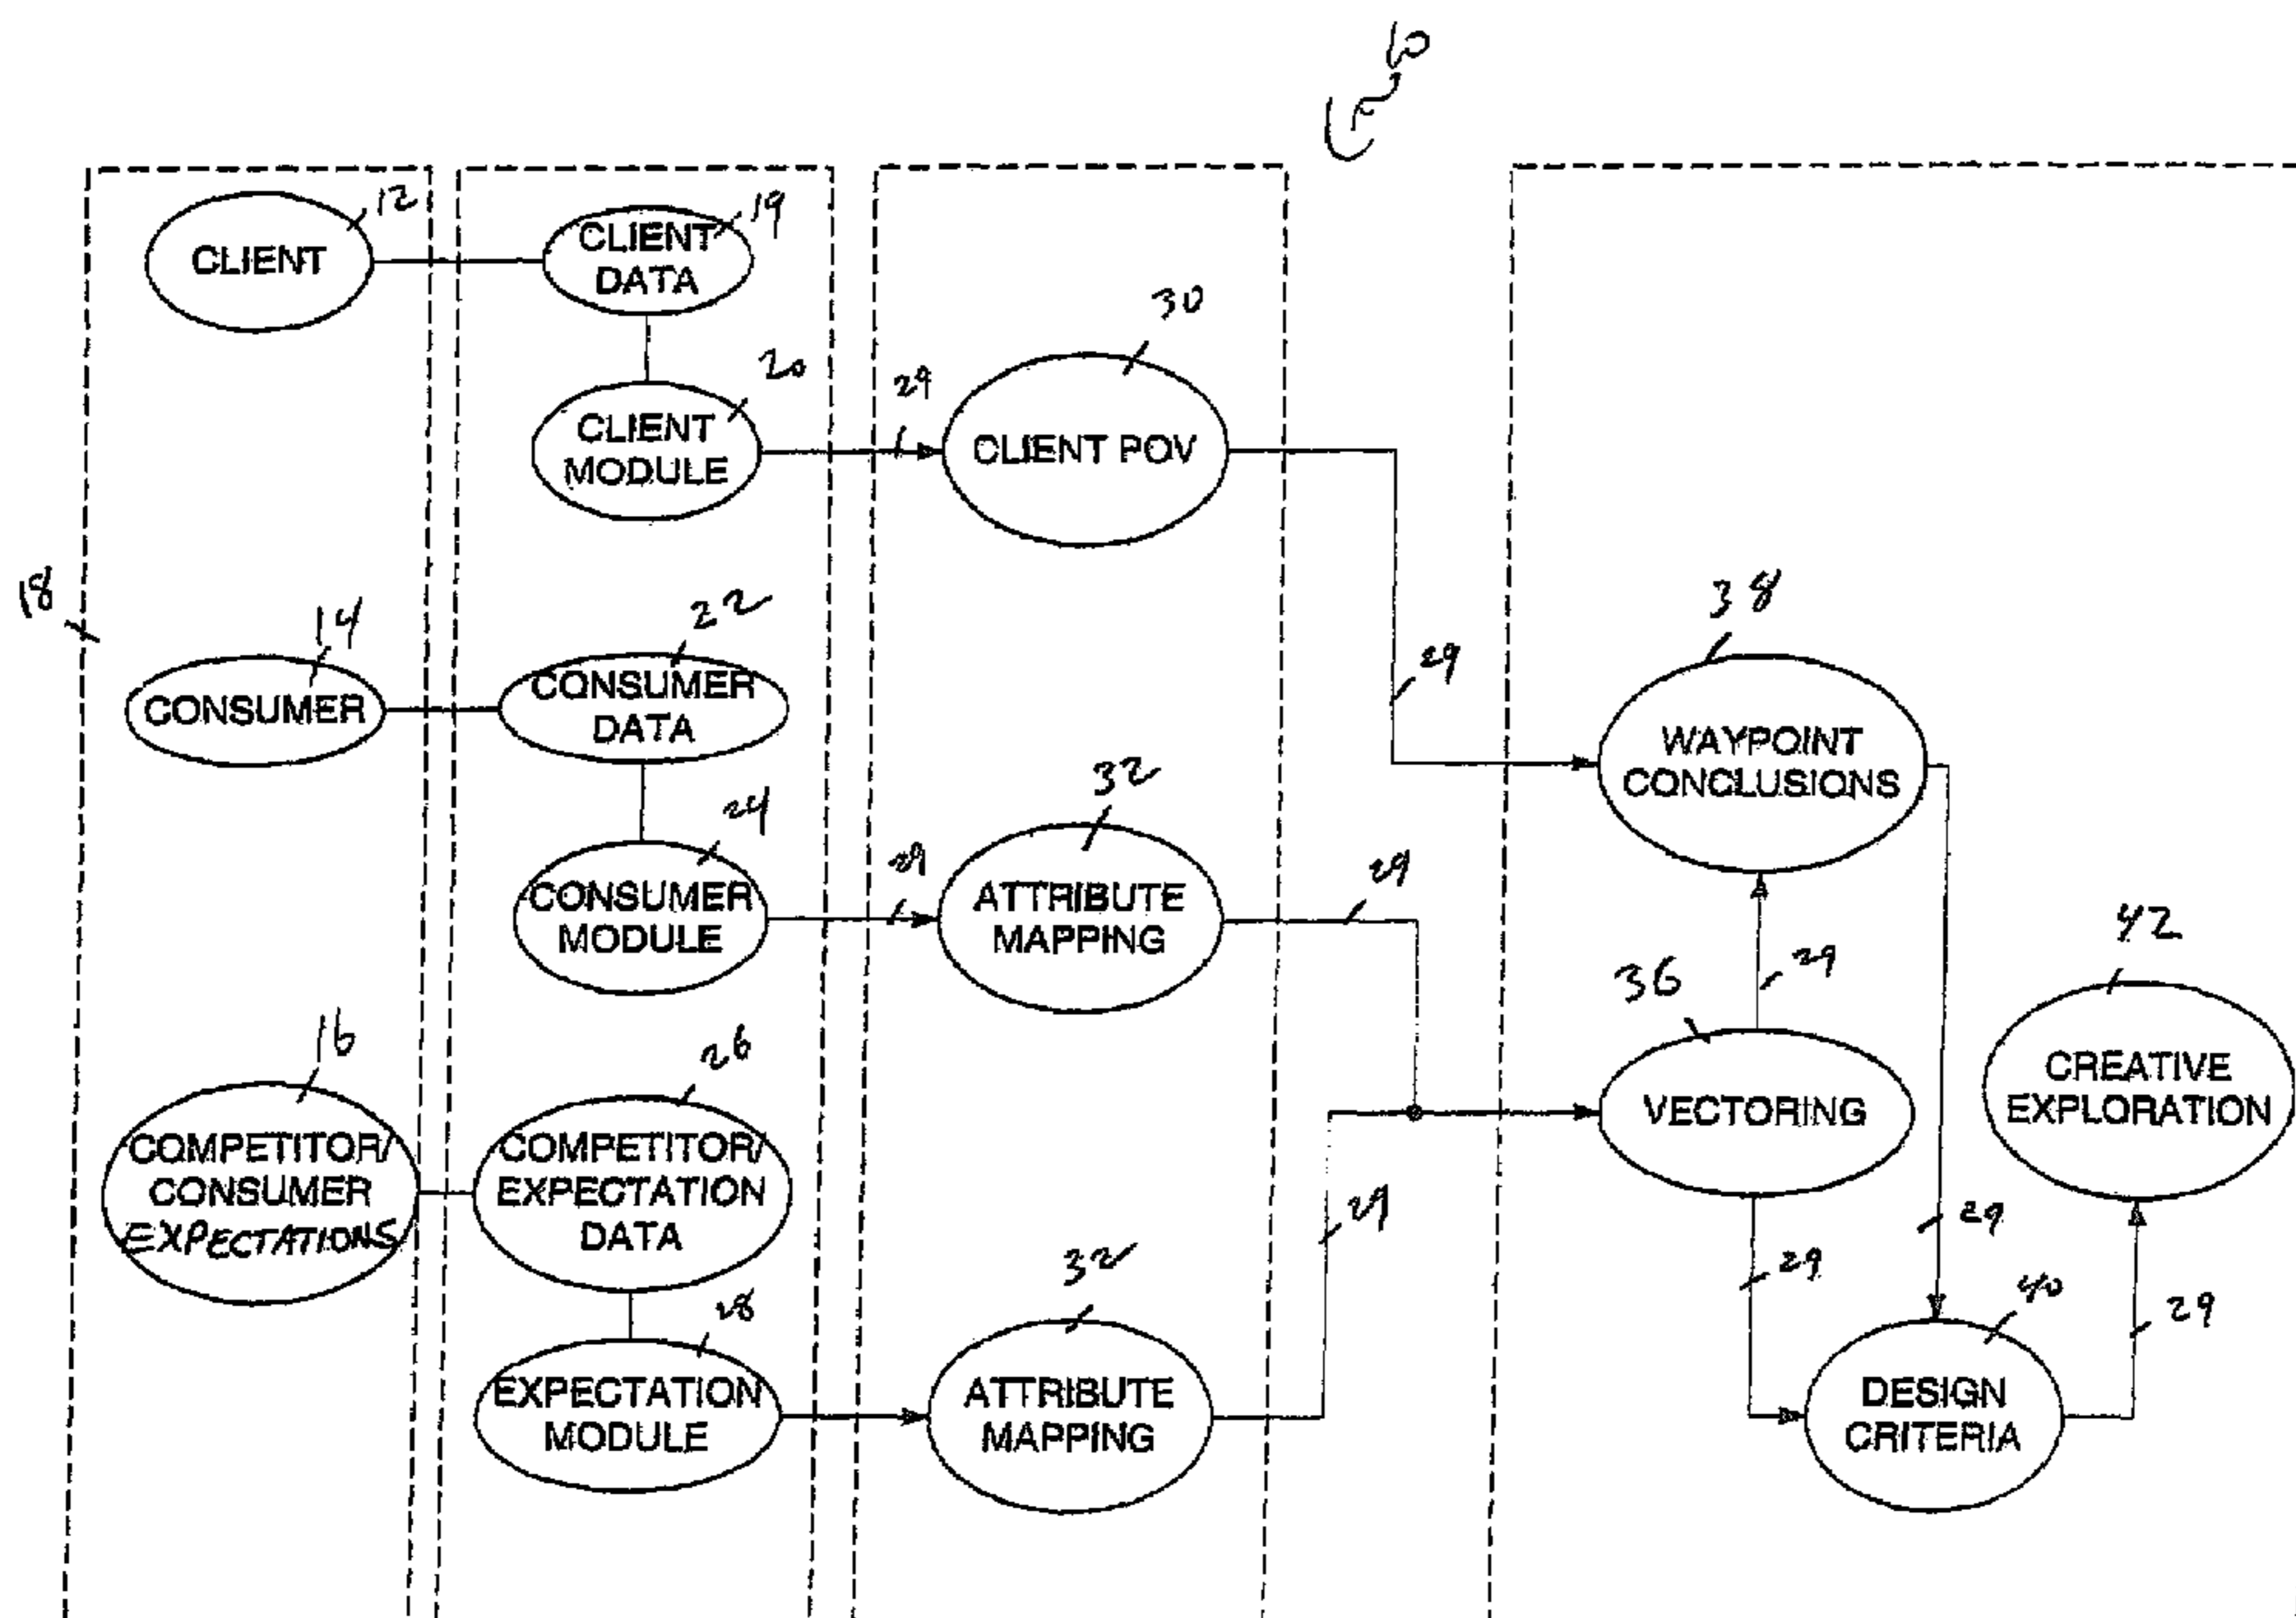 10
12
CLIENT
19
CLIENT
DATA
20
CLIENT
MODULE
29
30
CLIENT POV
29
18
14
CONSUMER
22
CONSUMER
DATA
24
CONSUMER
MODULE
29
32
ATTRIBUTE
MAPPING
29
38
WAYPOINT
CONCLUSIONS
29
36
VECTORING
42
CREATIVE
EXPLORATION
16
COMPETITOR/
CONSUMER
EXPECTATIONS
26
COMPETITOR/
EXPECTATION
DATA
28
EXPECTATION
MODULE
32
ATTRIBUTE
MAPPING
29
29
29
40
DESIGN
CRITERIA
29